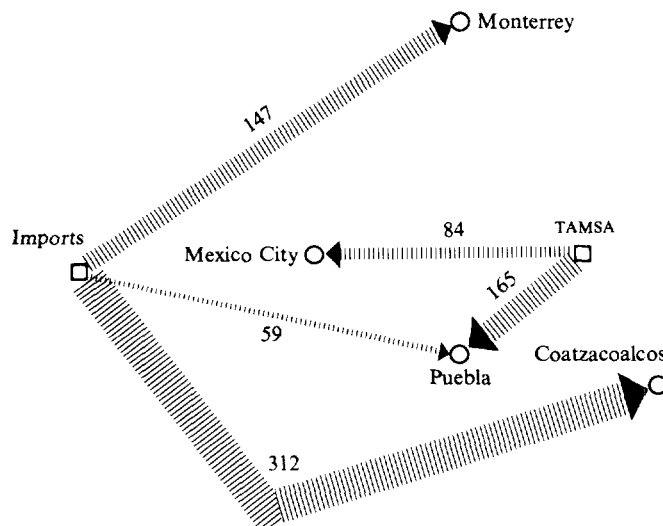 Monterrey
147
Imports
Mexico City
84
TAMSA
165
59
Puebla
Coatzacoalcos
312